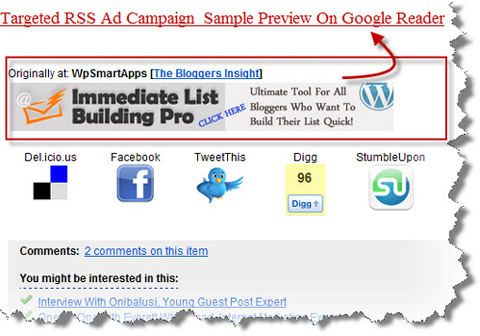 Targeted RSS Ad Campaign Sample Preview On Google Reader
Originally at: WpSmartApps [The Bloggers Insight]
@ Immediate List
Building Pro CLICK HERE
Ultimate Tool For All
Bloggers Who Want To
Build Their List Quick!
Del.icio.us Facebook TweetThis Digg StumbleUpon
96
Digg
Comments: 2 comments on this item
You might be interested in this:
Interview With Onibalusi, Young Guest Post Expert
With Everett